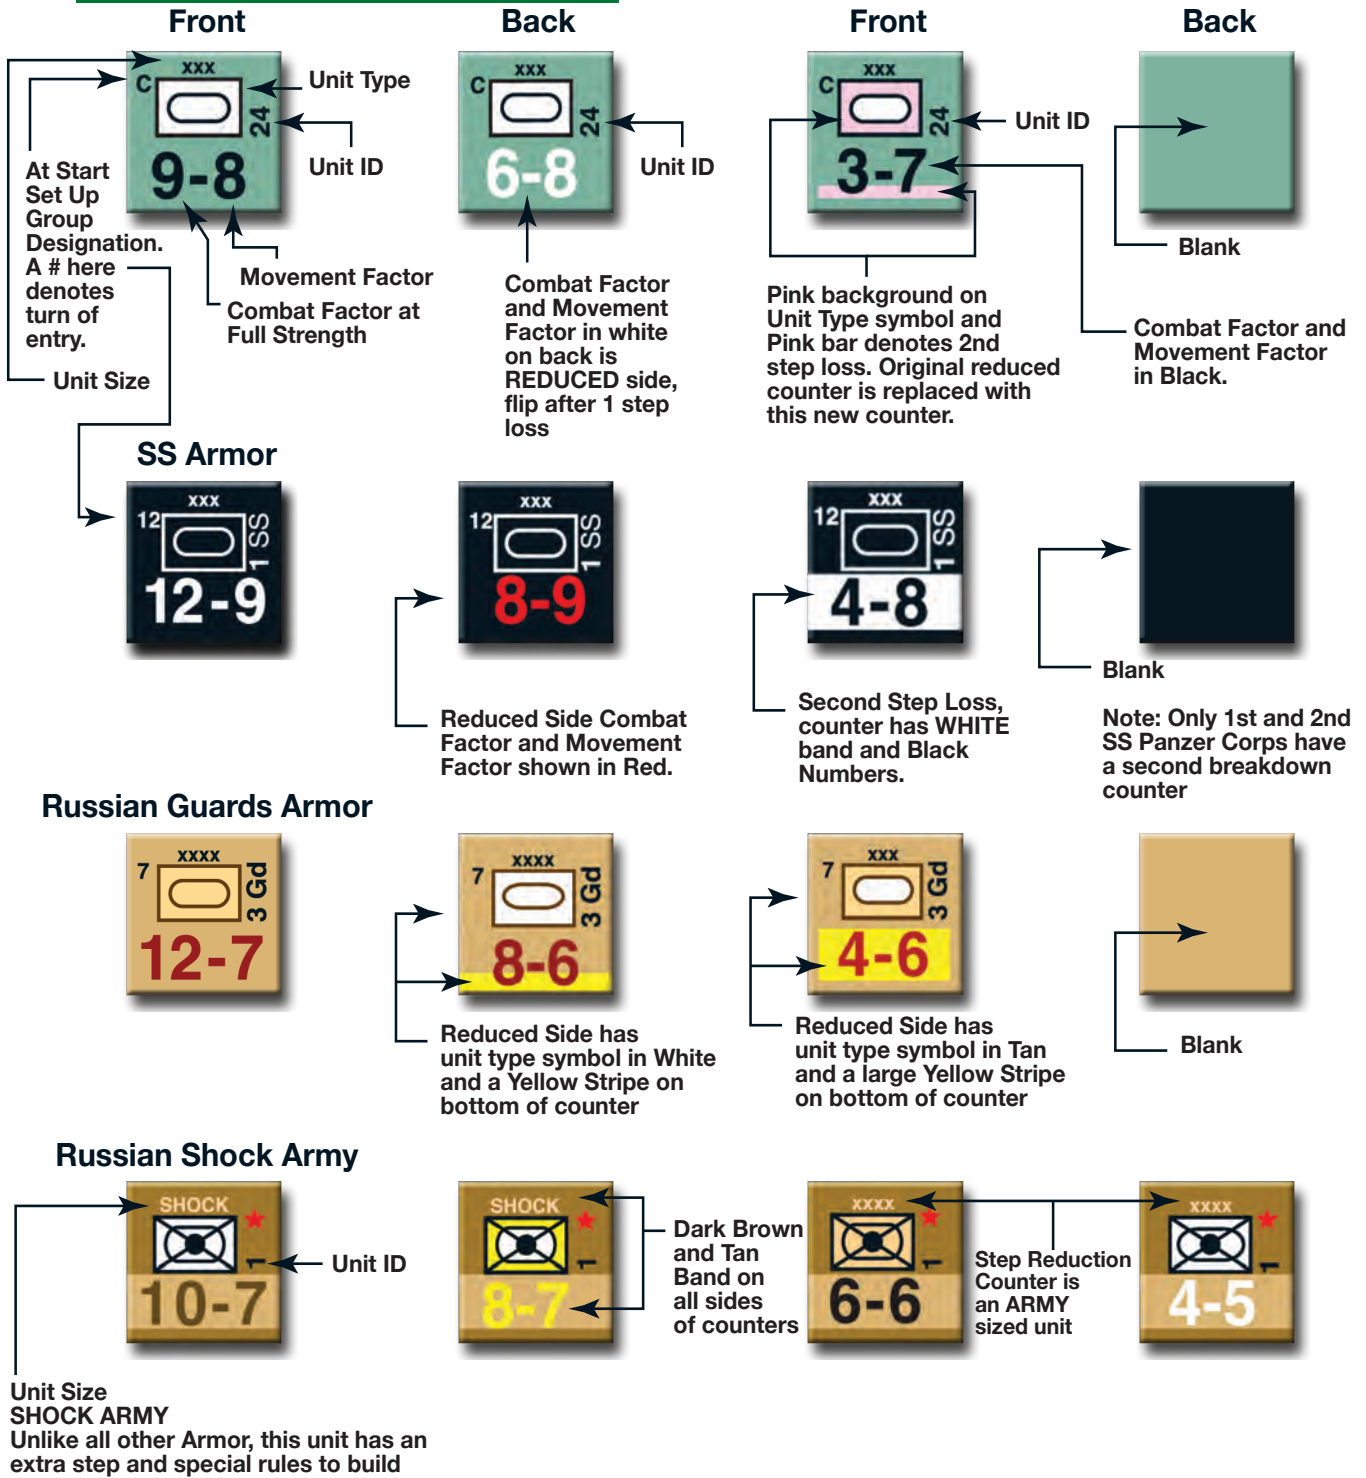 Front
Back
Front
Back
xxx
C
24
9-8
Unit Type
Unit ID
At Start
Set Up
Group
Designation.
A # here
denotes
turn of
entry.
Unit Size
Movement Factor
Combat Factor at
Full Strength
xxx
C
24
6-8
Unit ID
Combat Factor
and Movement
Factor in white
on back is
REDUCED side,
flip after 1 step
loss
xxx
C
24
3-7
Unit ID
Pink background on
Unit Type symbol and
Pink bar denotes 2nd
step loss. Original reduced
counter is replaced with
this new counter.
Blank
Combat Factor and
Movement Factor
in Black.
SS Armor
xxx
12
1 SS
12-9
xxx
12
1 SS
8-9
Reduced Side Combat
Factor and Movement
Factor shown in Red.
xxx
12
1 SS
4-8
Second Step Loss,
counter has WHITE
band and Black
Numbers.
Blank
Note: Only 1st and 2nd
SS Panzer Corps have
a second breakdown
counter
Russian Guards Armor
xxxx
7
3 Gd
12-7
xxxx
7
3 Gd
8-6
Reduced Side has
unit type symbol in White
and a Yellow Stripe on
bottom of counter
xxx
7
3 Gd
4-6
Reduced Side has
unit type symbol in Tan
and a large Yellow Stripe
on bottom of counter
Blank
Russian Shock Army
SHOCK
1
10-7
Unit ID
SHOCK
1
8-7
Dark Brown
and Tan
Band on
all sides
of counters
xxxx
1
6-6
Step Reduction
Counter is
an ARMY
sized unit
xxxx
1
4-5
Unit Size
SHOCK ARMY
Unlike all other Armor, this unit has an
extra step and special rules to build